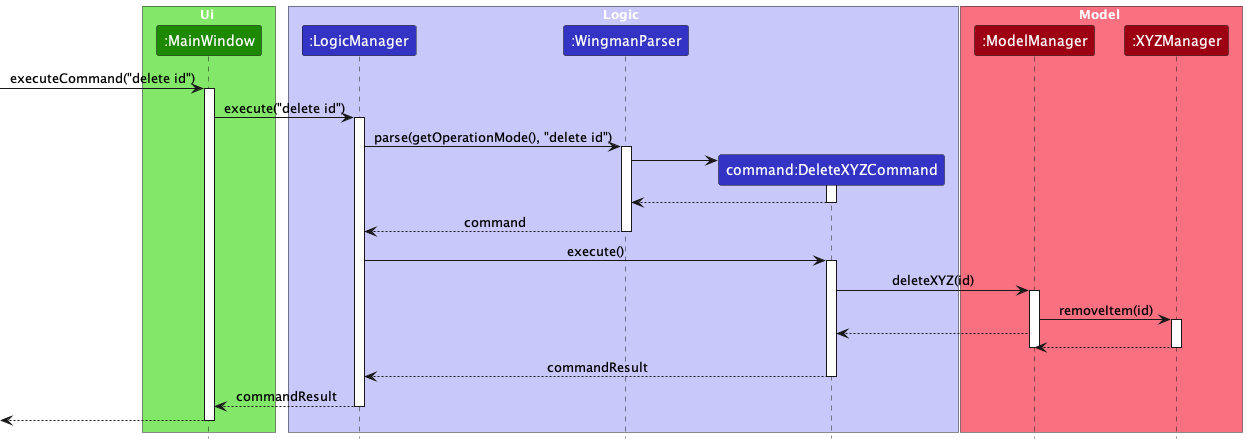 Ui
Logic
Model
:MainWindow
:LogicManager
:WingmanParser
:ModelManager
:XYZManager
executeCommand("delete id")
execute("delete id")
parse(getOperationMode(), "delete id")
command:DeleteXYZCommand
command
execute()
deleteXYZ(id)
removeItem(id)
commandResult
commandResult